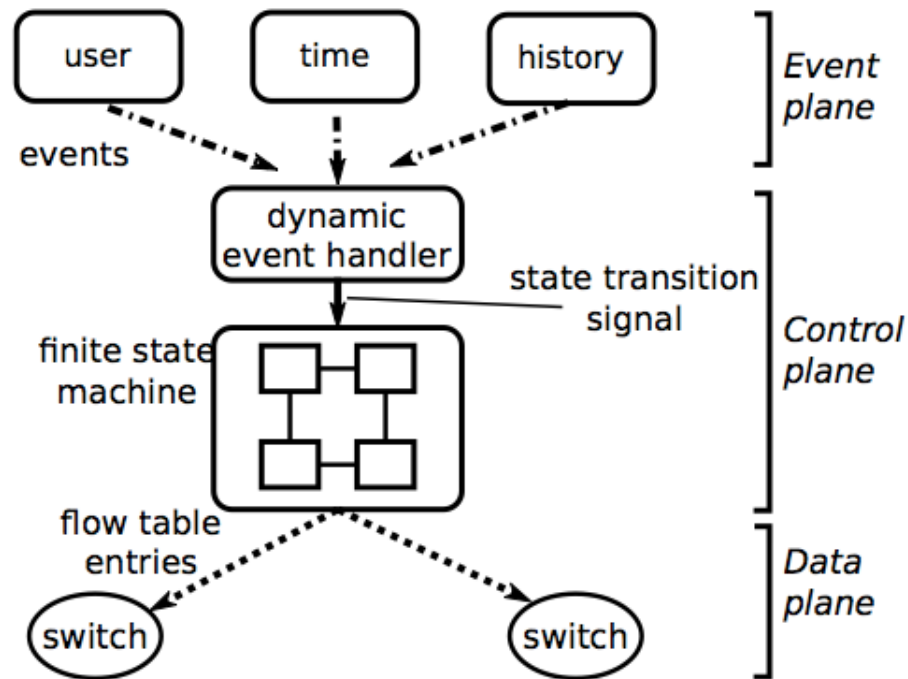 user
time
history
Event
plane
events
dynamic
event handler
state transition
signal
Control
plane
finite state
machine
flow table
entries
Data
plane
switch
switch